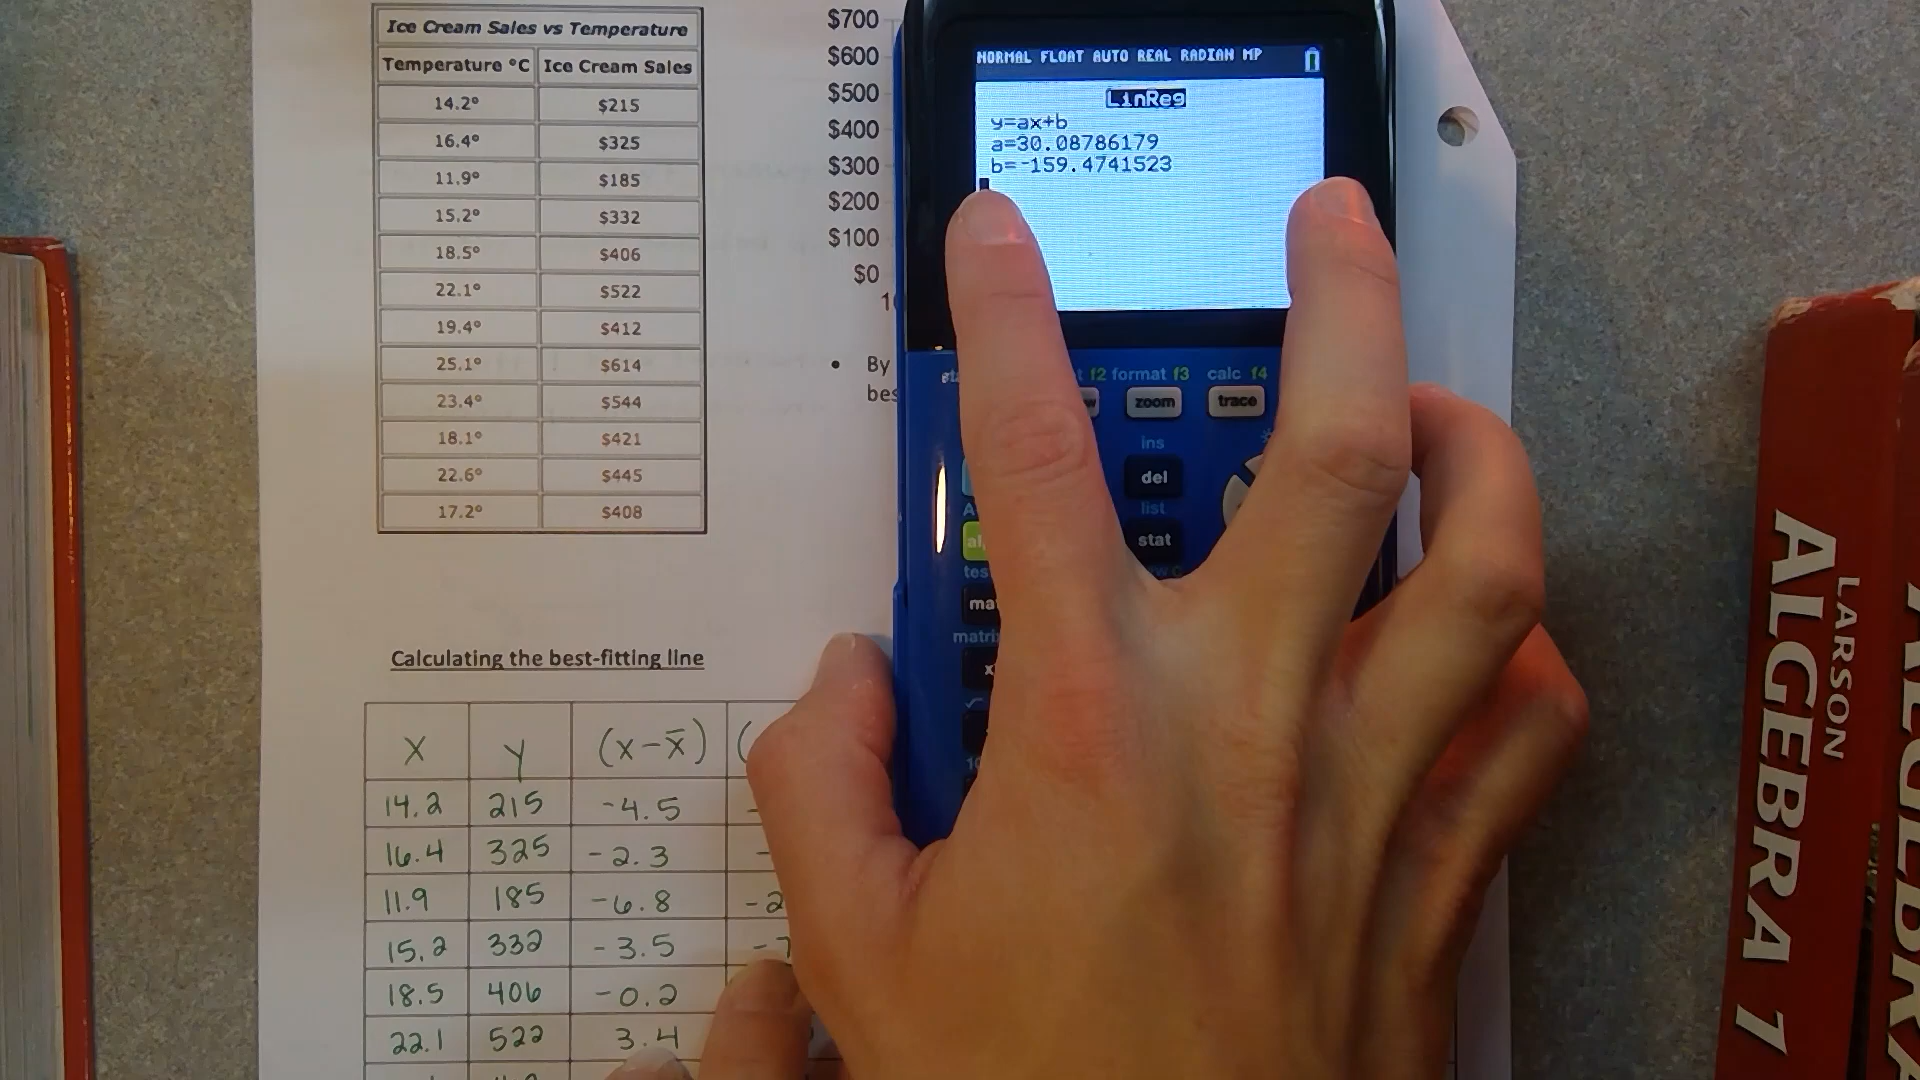 Ice Cream Sales vs Temperature
Temperature °C Ice Cream Sales
14.2° $215
16.4° $325
11.9° $185
15.2° $332
18.5° $406
22.1° $522
19.4° $412
25.1° $614
23.4° $544
18.1° $421
22.6° $445
17.2° $408
$700
$600
$500
$400
$300
$200
$100
$0
By
Calculating the best-fitting line
X y (x-x̄)
14.2 215 -4.5
16.4 325 -2.3
11.9 185 -6.8
15.2 332 -3.5
18.5 406 -0.2
22.1 522 3.4
NORMAL FLOAT AUTO REAL RADIAN MP
LinReg
y=ax+b
a=30.08786179
b=-159.4741523
f2 format f3 calc f4
zoom trace
ins
del
list
stat
LARSON
ALGEBRA 1